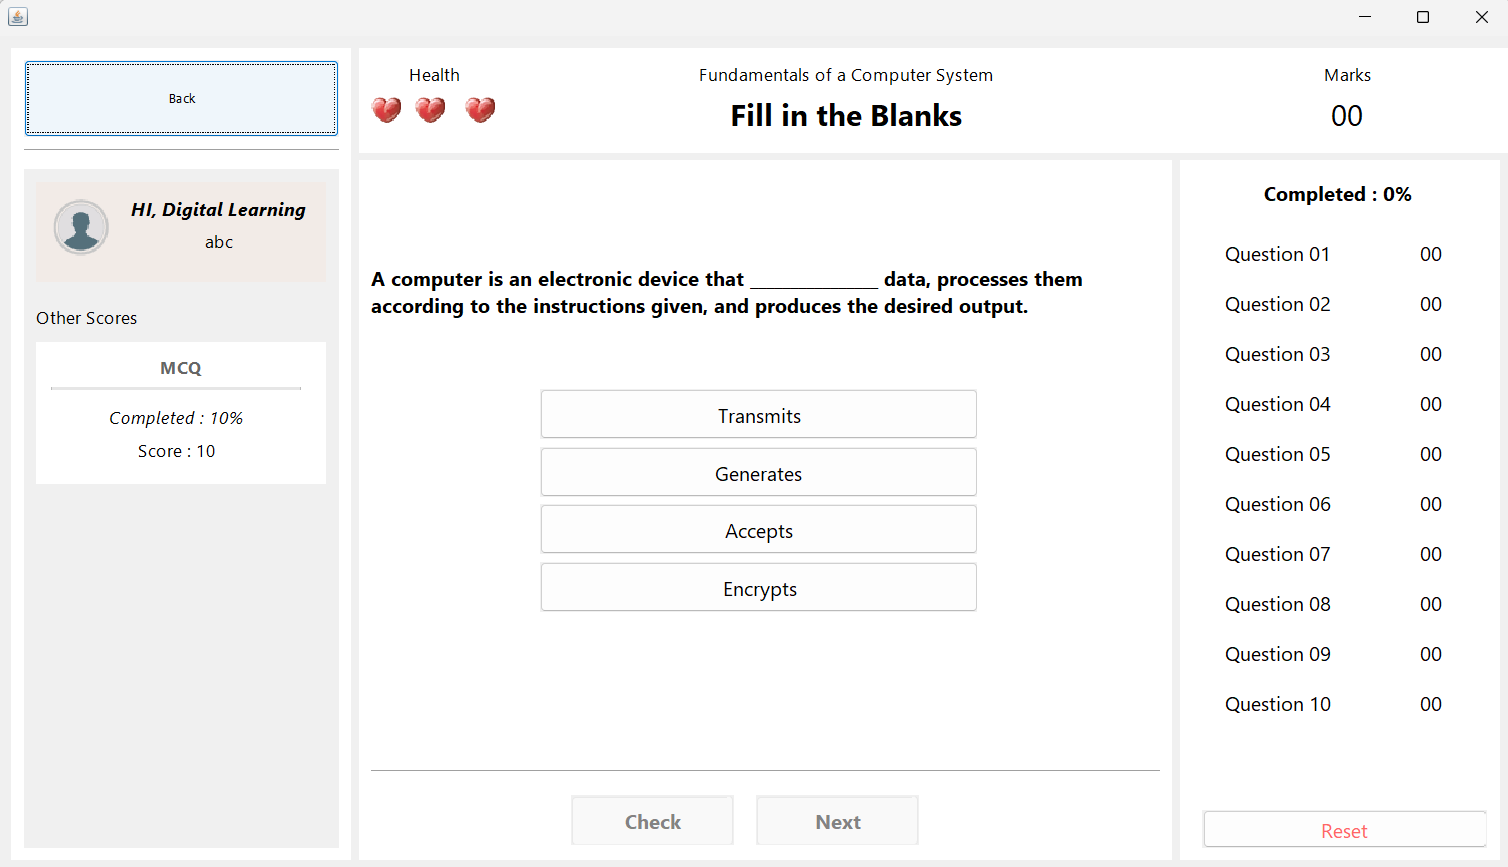 Back
HI, Digital Learning
abc
Other Scores
MCQ
Completed : 10%
Score : 10
Health
Fundamentals of a Computer System
Fill in the Blanks
Marks
00
A computer is an electronic device that ______________ data, processes them
according to the instructions given, and produces the desired output.
Transmits
Generates
Accepts
Encrypts
Check
Next
Completed : 0%
Question 01 00
Question 02 00
Question 03 00
Question 04 00
Question 05 00
Question 06 00
Question 07 00
Question 08 00
Question 09 00
Question 10 00
Reset